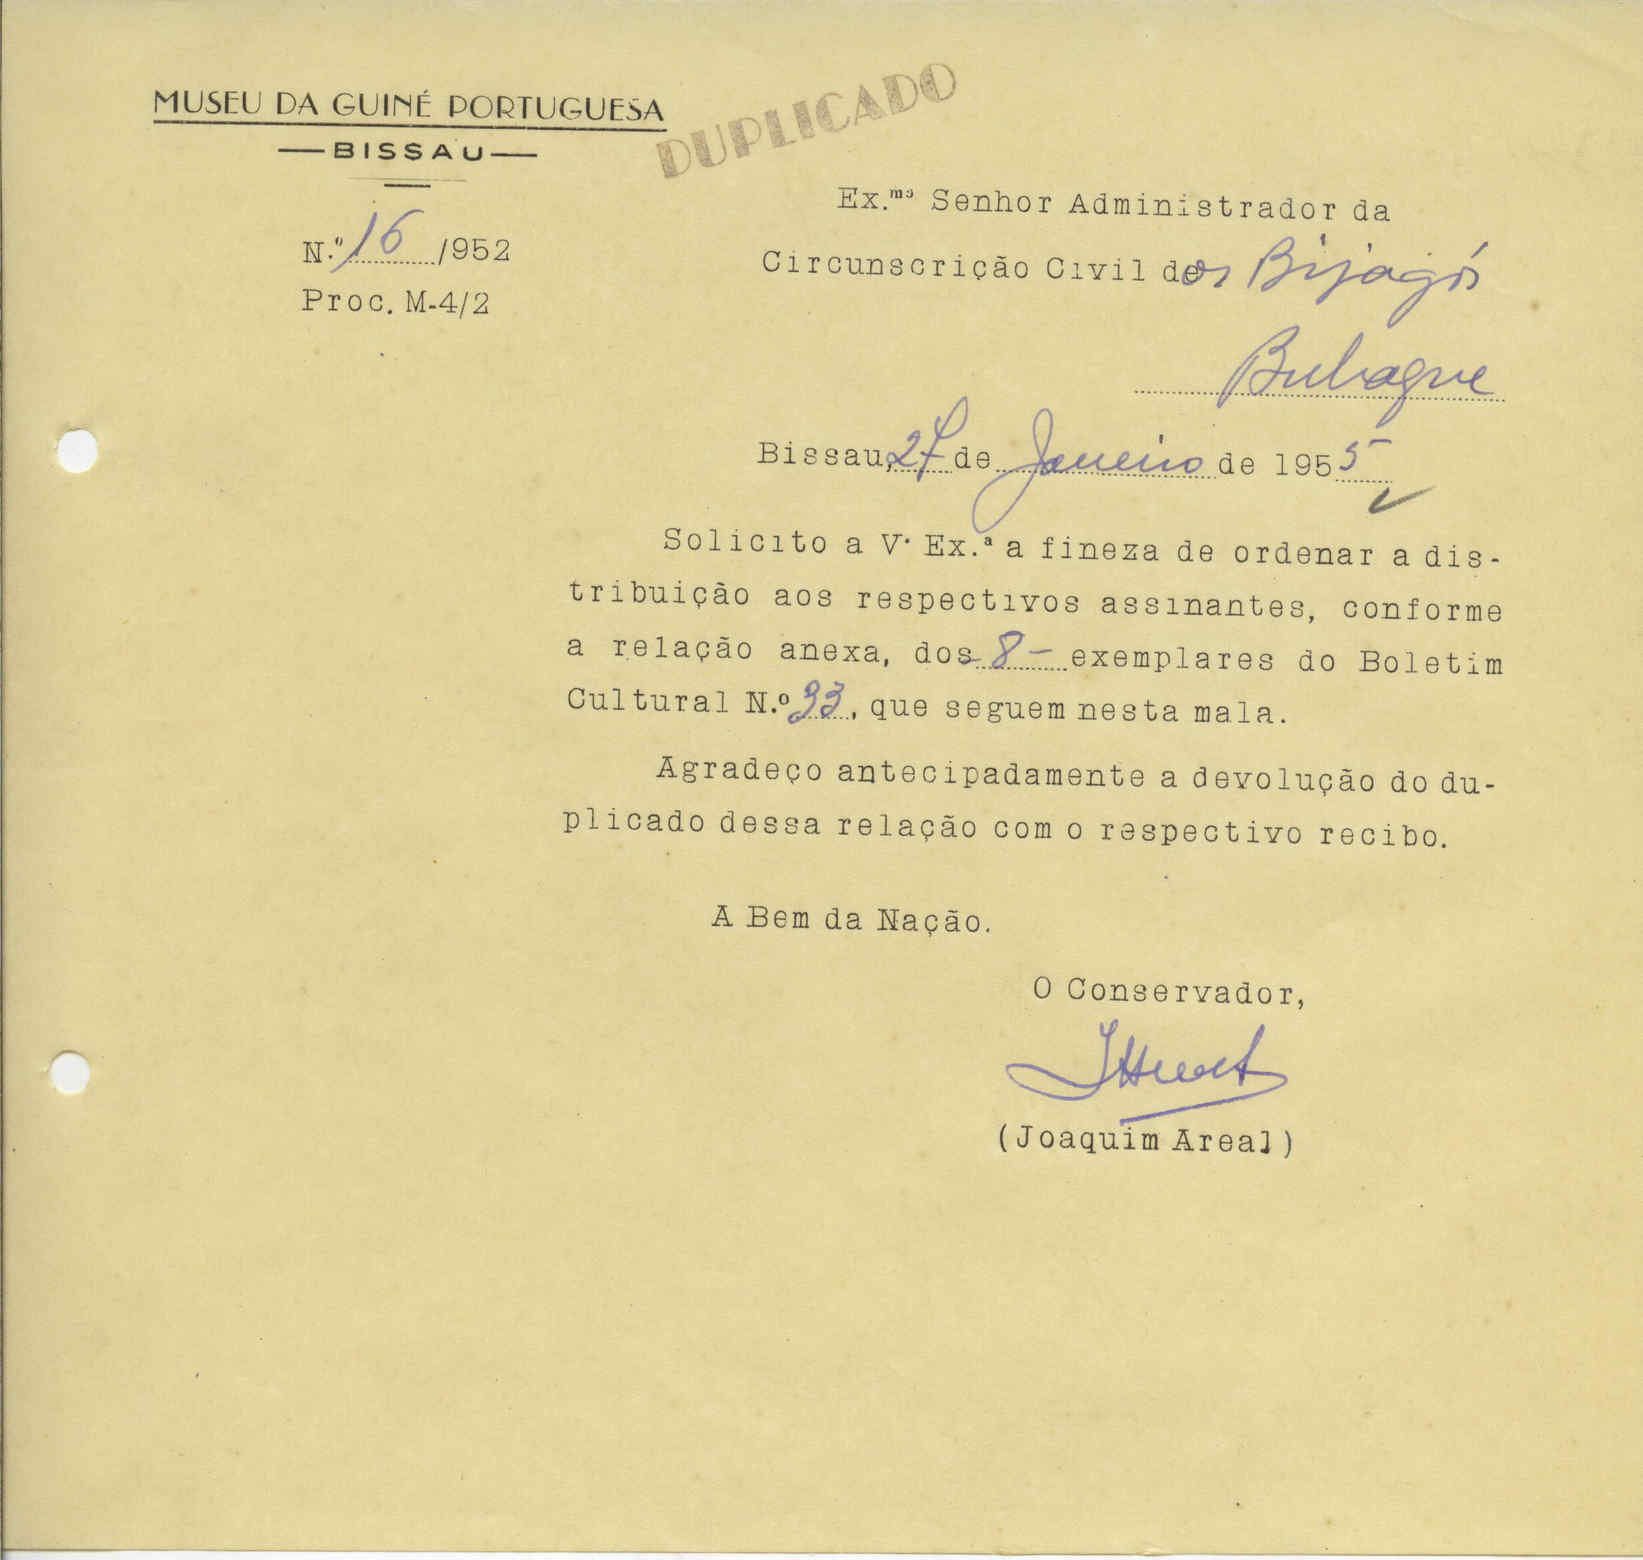 MUSEU DA GUINÉ PORTUGUESA
BISSAU
DUPLICADO
N.º 16/952
Proc. M-4/2
Ex.mo Senhor Administrador da
Circunscrição Civil dos Bijagós
Bubaque
Bissau, 27 de Janeiro de 1955
Solicito a V. Ex.ª a fineza de ordenar a dis-
tribuição aos respectivos assinantes, conforme
a relação anexa, dos 8 - exemplares do Boletim
Cultural N.º 33, que seguem nesta mala.
Agradeço antecipadamente a devolução do du-
plicado dessa relação com o respectivo recibo.
A Bem da Nação.
O Conservador,
(Joaquim Areal)